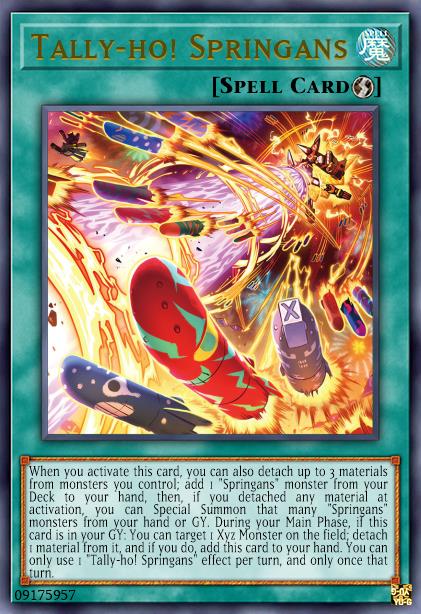 TALLY-HO! SPRINGANS
SPELL
魔
[SPELL CARD]
X
When you activate this card, you can also detach up to 3 materials
from monsters you control; add 1 "Springans" monster from your
Deck to your hand, then, if you detached any material at
activation, you can Special Summon that many "Springans"
monsters from your hand or GY. During your Main Phase, if this
card is in your GY: You can target 1 Xyz Monster on the field; detach
1 material from it, and if you do, add this card to your hand. You can
only use 1 "Tally-ho! Springans" effect per turn, and only once that
turn.
09175957